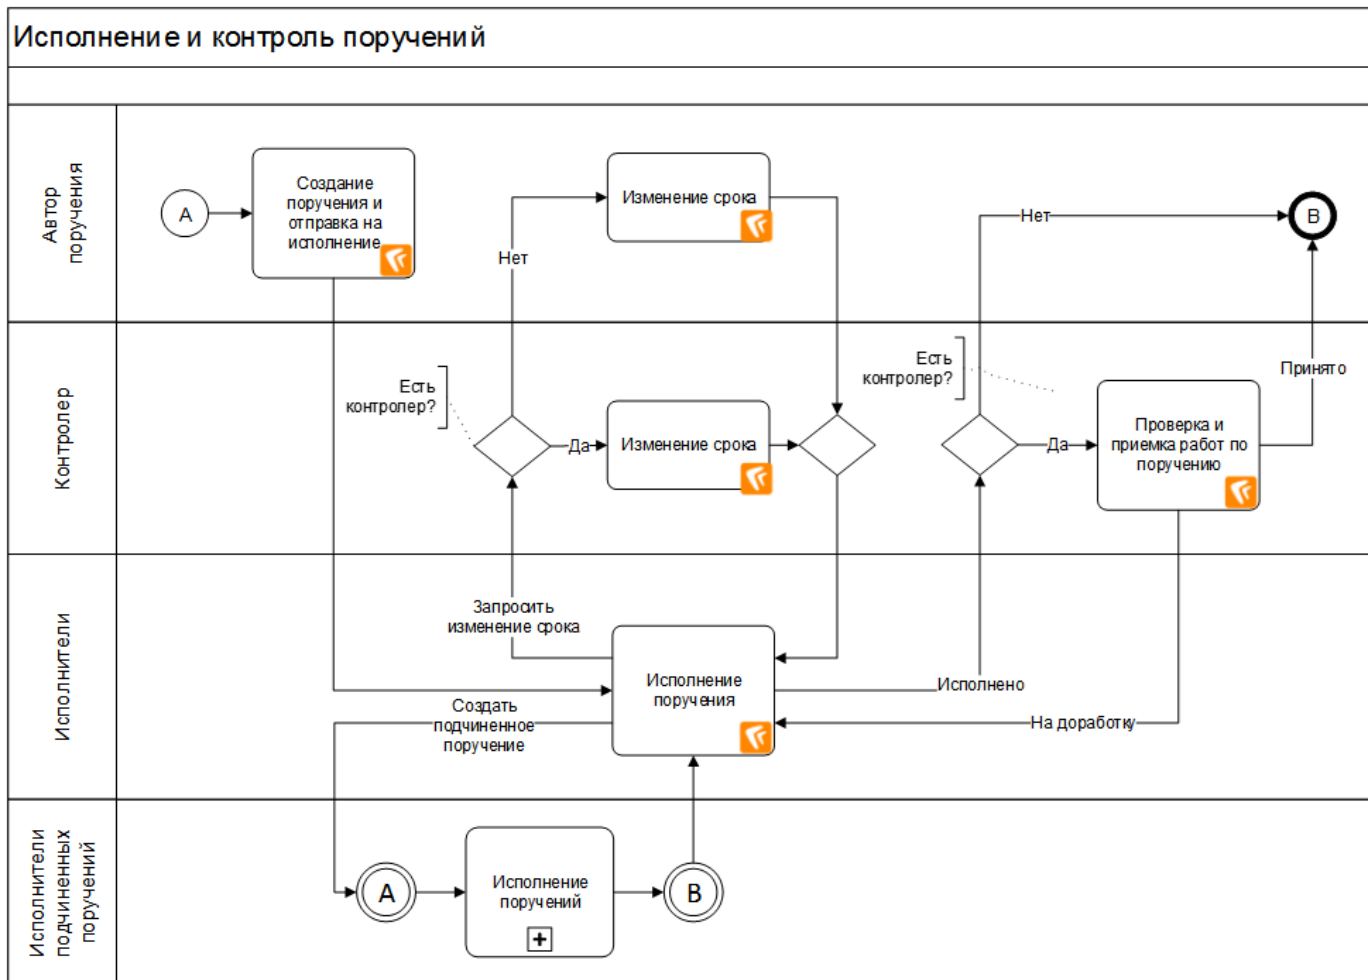 Исполнение и контроль поручений
Автор
поручения
A
Создание
поручения и
отправка на
исполнение
Изменение срока
Нет
Нет
B
Контролер
Есть
контролер?
Да
Изменение срока
Есть
контролер?
Да
Проверка и
приемка работ по
поручению
Принято
Исполнители
Запросить
изменение срока
Исполнение
поручения
Исполнено
На доработку
Создать
подчиненное
поручение
Исполнители
подчиненных
поручений
A
Исполнение
поручений
B